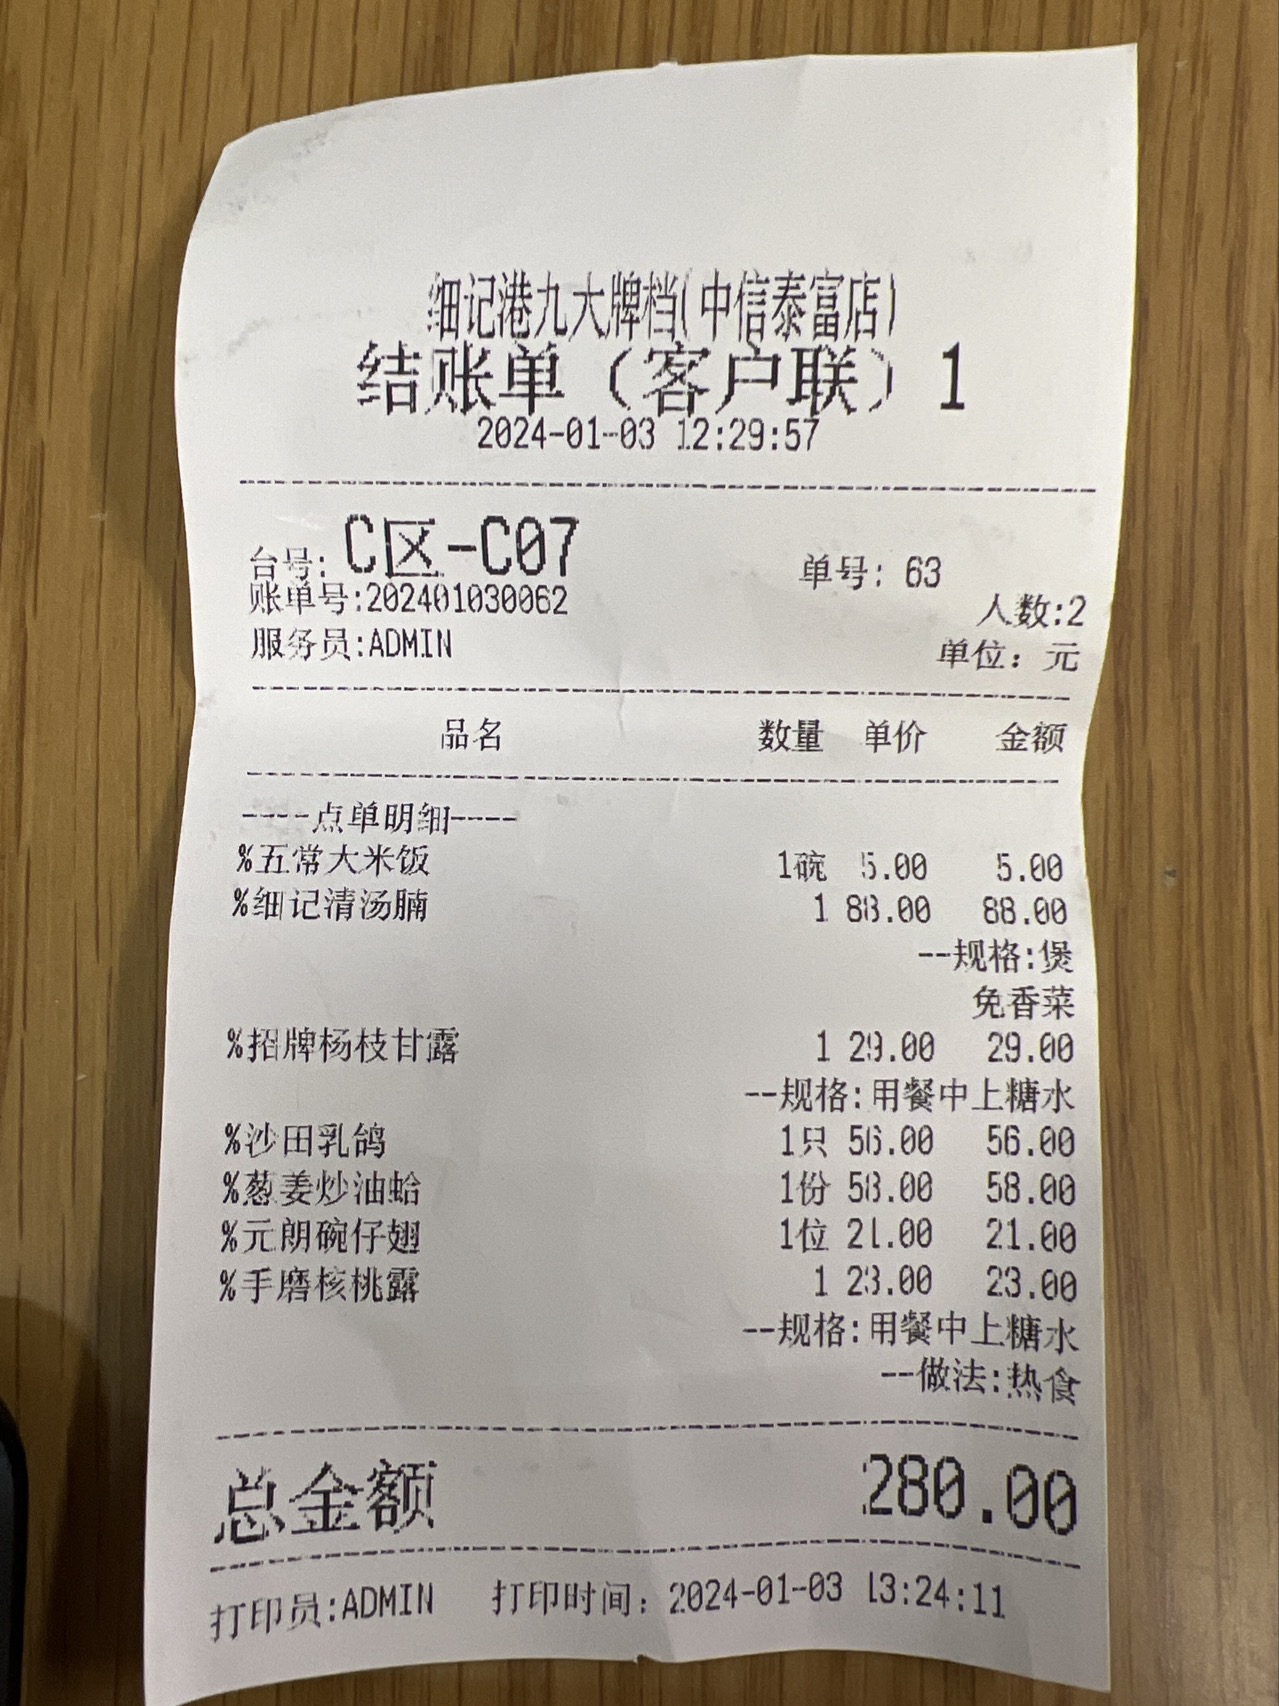 细记港九大牌档(中信泰富店)
结账单（客户联）1
2024-01-03 12:29:57
台号: C区-C07 单号: 63
账单号:202401030062 人数:2
服务员:ADMIN 单位: 元
品名 数量 单价 金额
----点单明细----
%五常大米饭 1碗 5.00 5.00
%细记清汤腩 1 88.00 88.00
--规格:煲
免香菜
%招牌杨枝甘露 1 29.00 29.00
--规格:用餐中上糖水
%沙田乳鸽 1只 56.00 56.00
%葱姜炒油蛤 1份 58.00 58.00
%元朗碗仔翅 1位 21.00 21.00
%手磨核桃露 1 23.00 23.00
--规格:用餐中上糖水
--做法:热食
总金额 280.00
打印员:ADMIN 打印时间: 2024-01-03 13:24:11